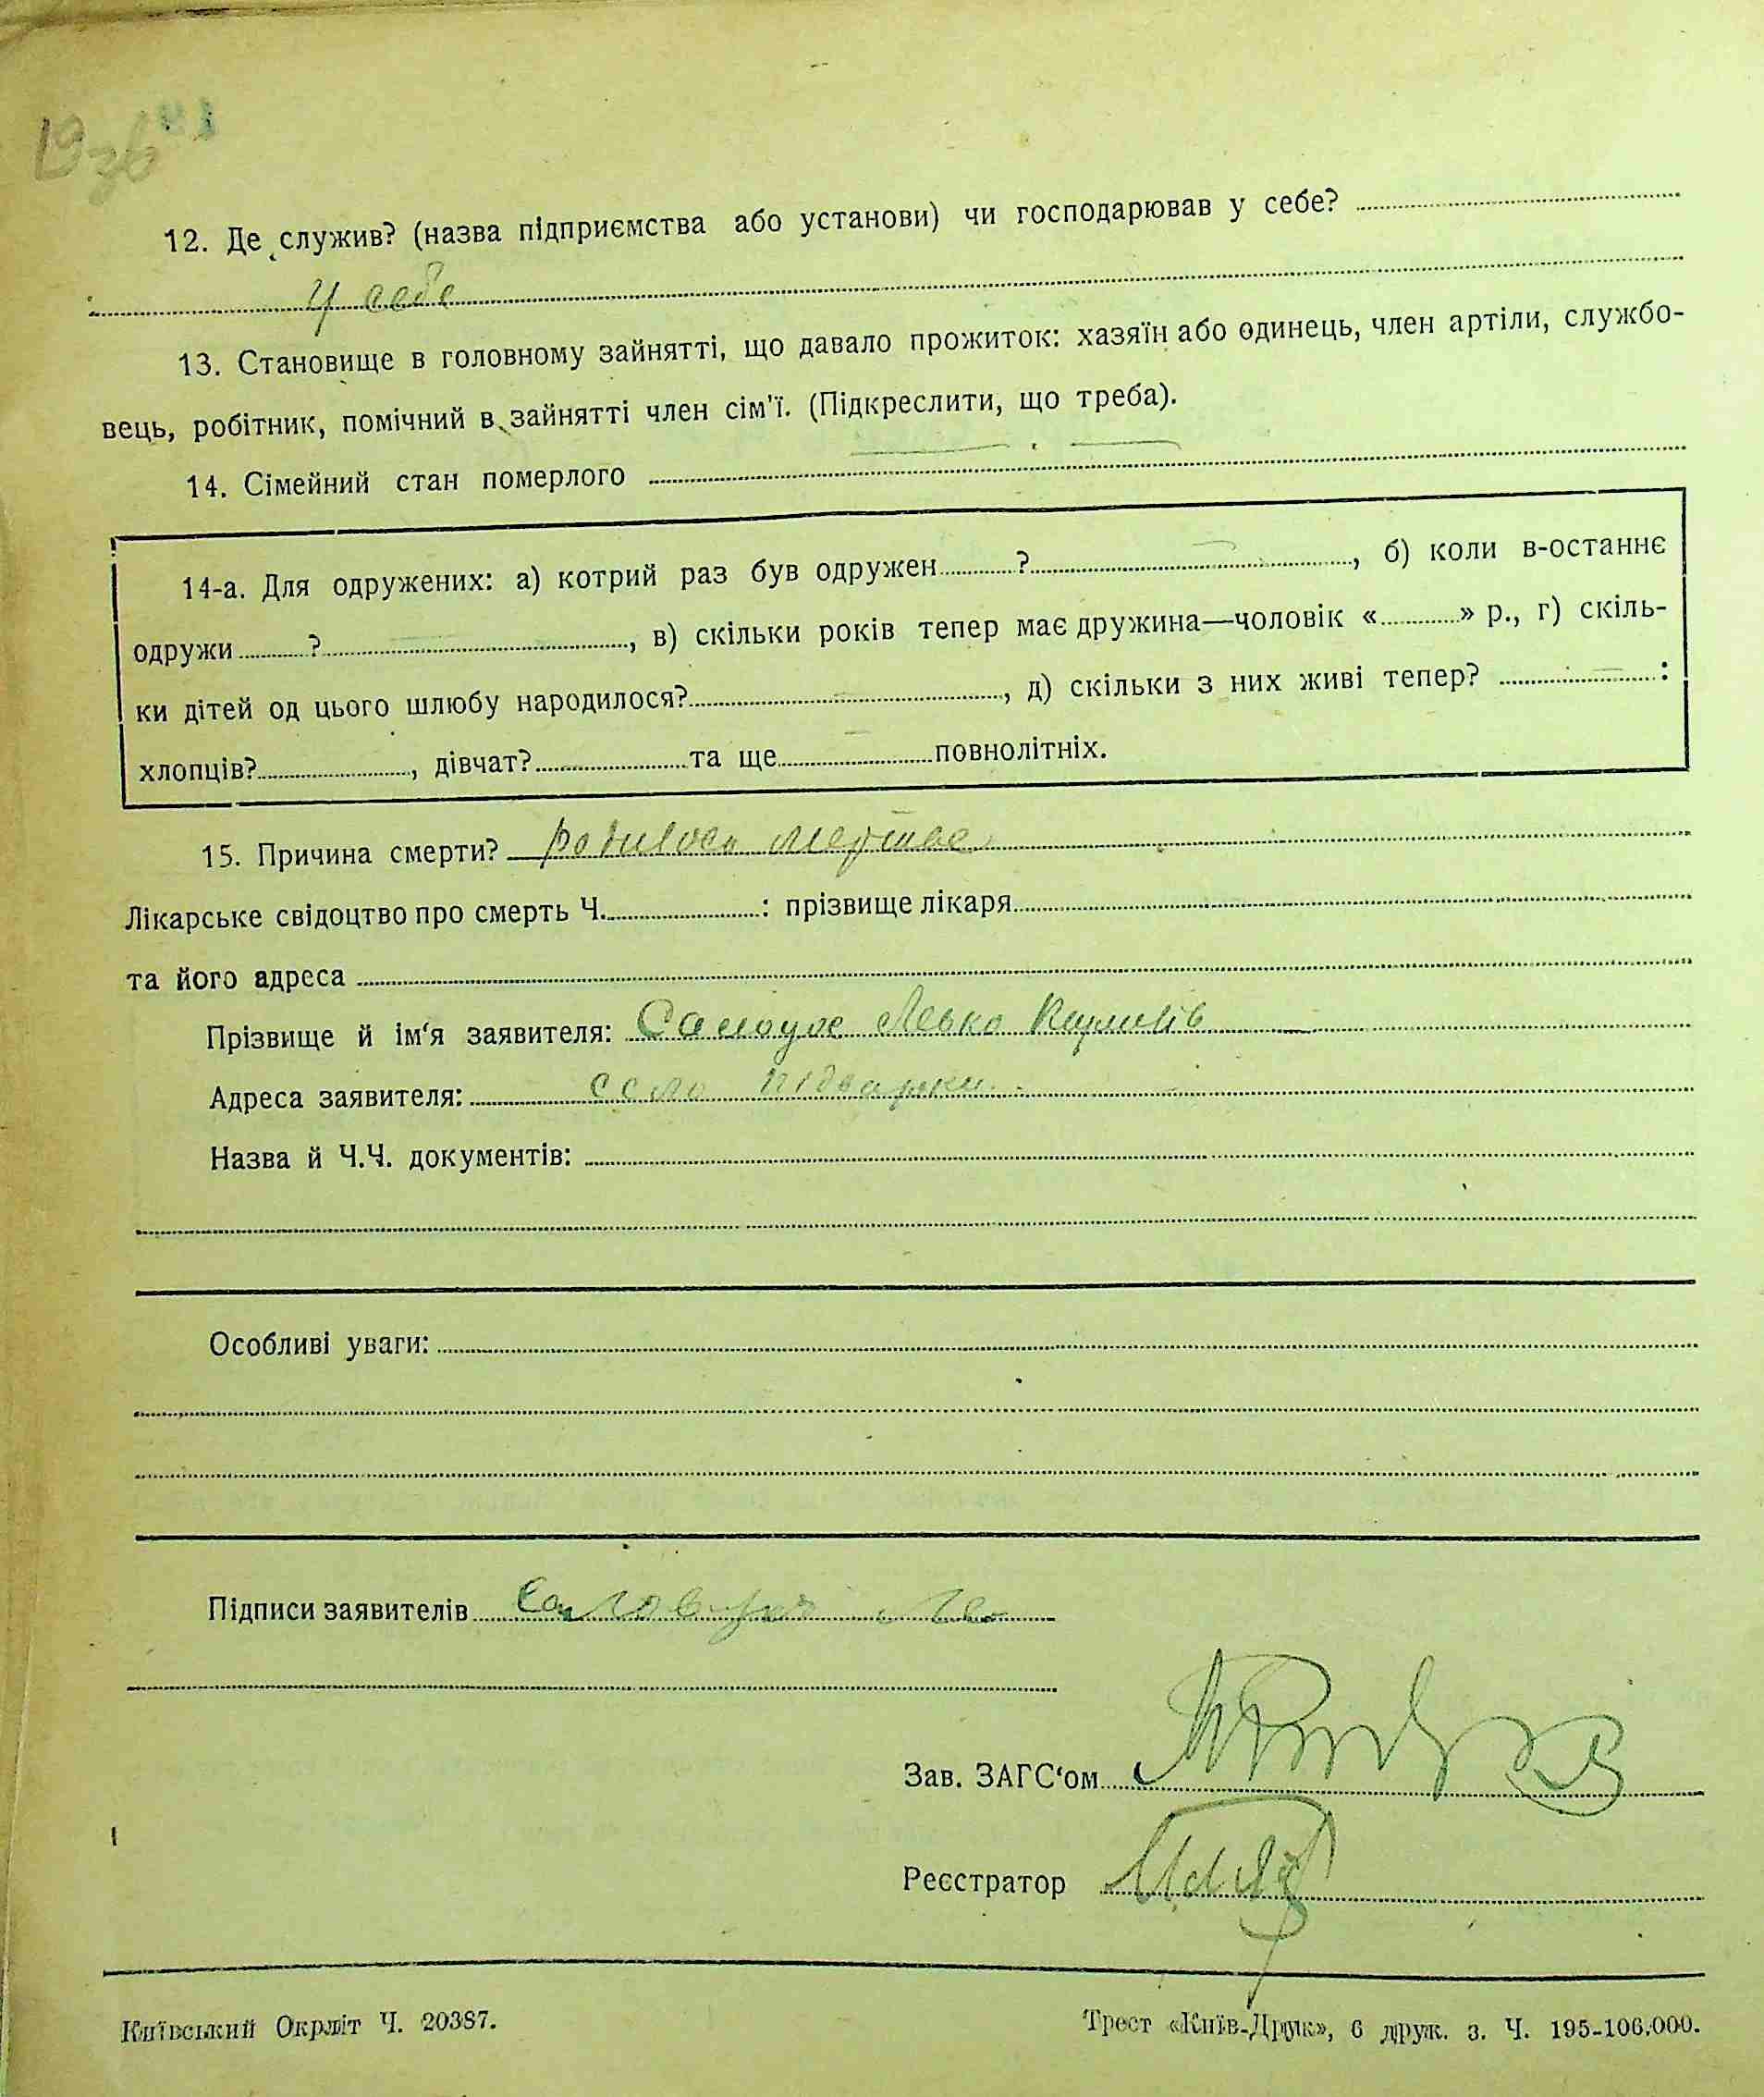 12. Де служив? (назва підприємства або установи) чи господарював у себе?
У себе
13. Становище в головному зайнятті, що давало прожиток: хазяїн або одинець, член артіли, службо-
вець, робітник, помічний в зайнятті член сім'ї. (Підкреслити, що треба).
14. Сімейний стан померлого
14-а. Для одружених: а) котрий раз був одружен ?, б) коли в-останнє
одружи ?, в) скільки років тепер має дружина—чоловік « » р., г) скіль-
ки дітей од цього шлюбу народилося?, д) скільки з них живі тепер? :
хлопців?, дівчат? та ще повнолітніх.
15. Причина смерти? родилось мертве
Лікарське свідоцтво про смерть Ч. : прізвище лікаря
та його адреса
Прізвище й ім‘я заявителя: Левко
Адреса заявителя: село підварки
Назва й Ч.Ч. документів:
Особливі уваги:
Підписи заявителів
Зав. ЗАГС‘ом
Реєстратор
Київський Окрліт Ч. 20387.
Трест «Київ-Друк», 6 друк. з. Ч. 195-106.000.